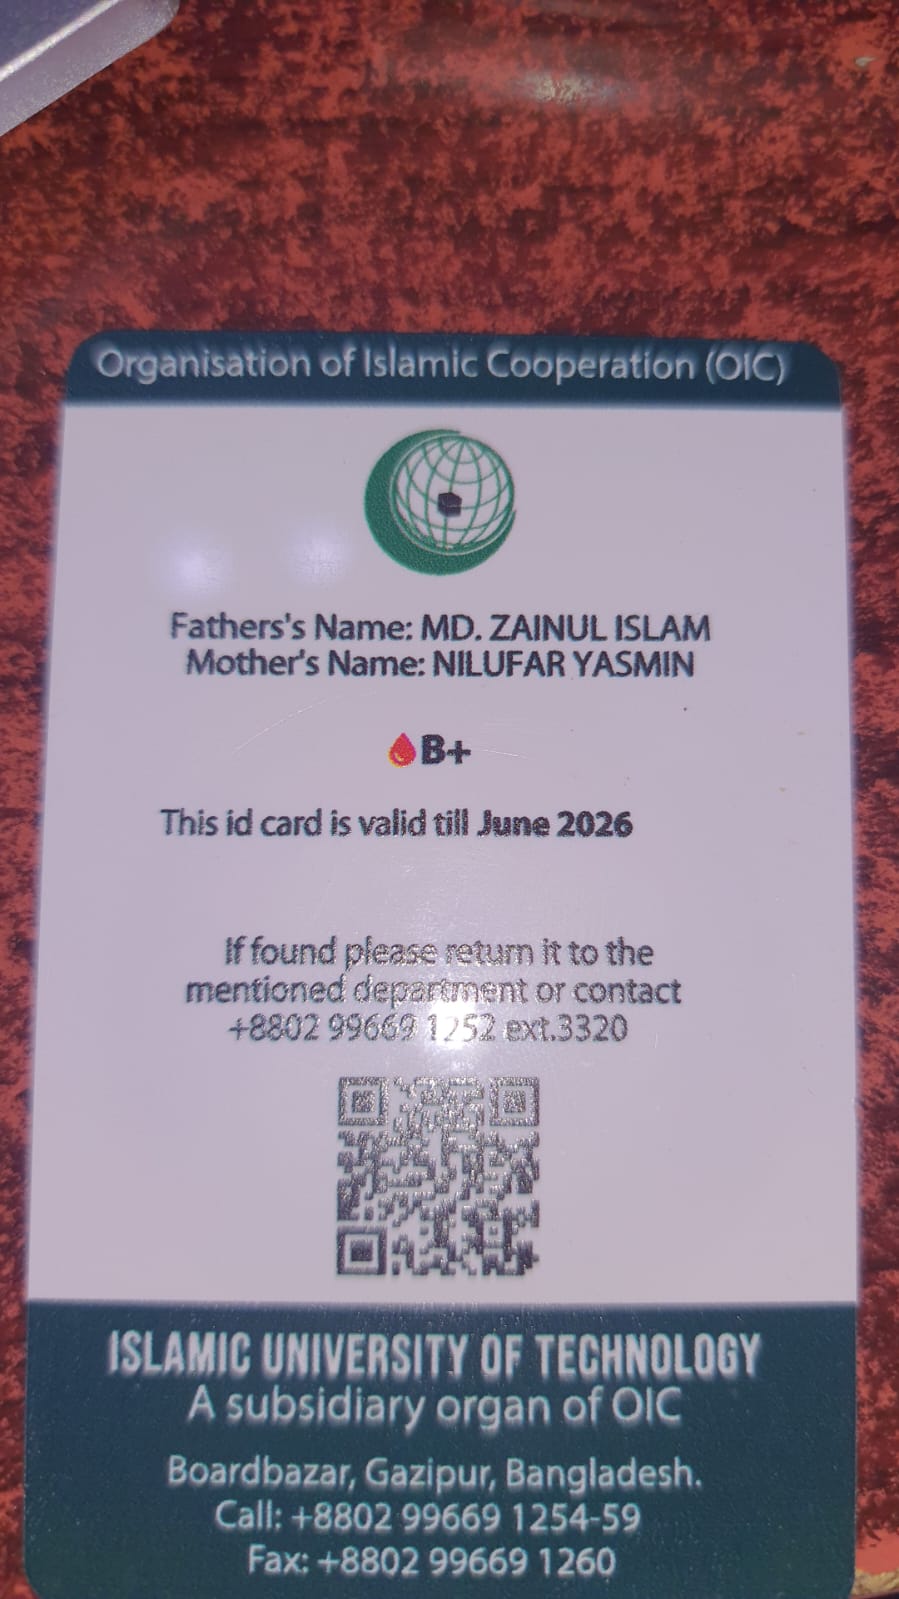 Organisation of Islamic Cooperation (OIC)
Fathers's Name: MD. ZAINUL ISLAM
Mother's Name: NILUFAR YASMIN
B+
This id card is valid till June 2026
If found please return it to the
mentioned department or contact
+8802 99669 1252 ext.3320
ISLAMIC UNIVERSITY OF TECHNOLOGY
A subsidiary organ of OIC
Boardbazar, Gazipur, Bangladesh.
Call: +8802 99669 1254-59
Fax: +8802 99669 1260